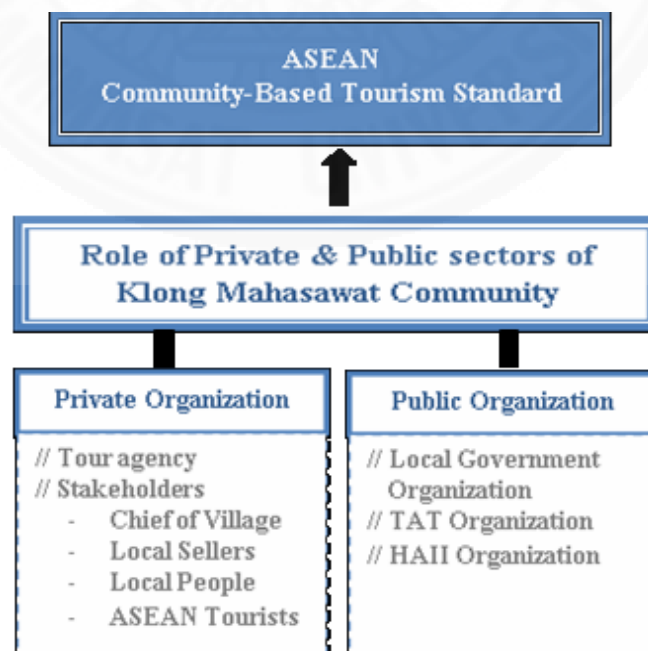 ASEAN
Community-Based Tourism Standard
Role of Private & Public sectors of
Klong Mahasawat Community
Private Organization
// Tour agency
// Stakeholders
- Chief of Village
- Local Sellers
- Local People
- ASEAN Tourists
Public Organization
// Local Government
Organization
// TAT Organization
// HAII Organization